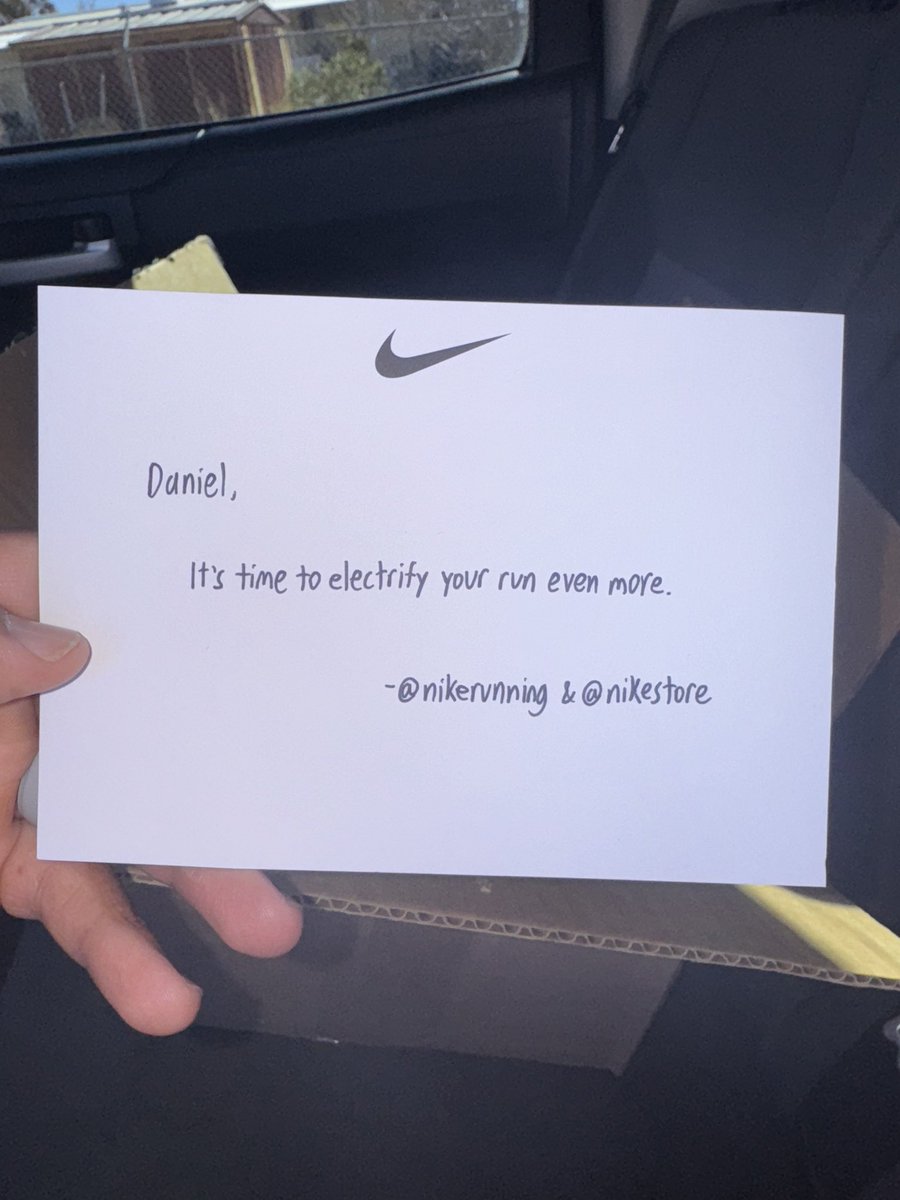 Daniel,
It's time to electrify your run even more.
-@nikerunning & @nikestore